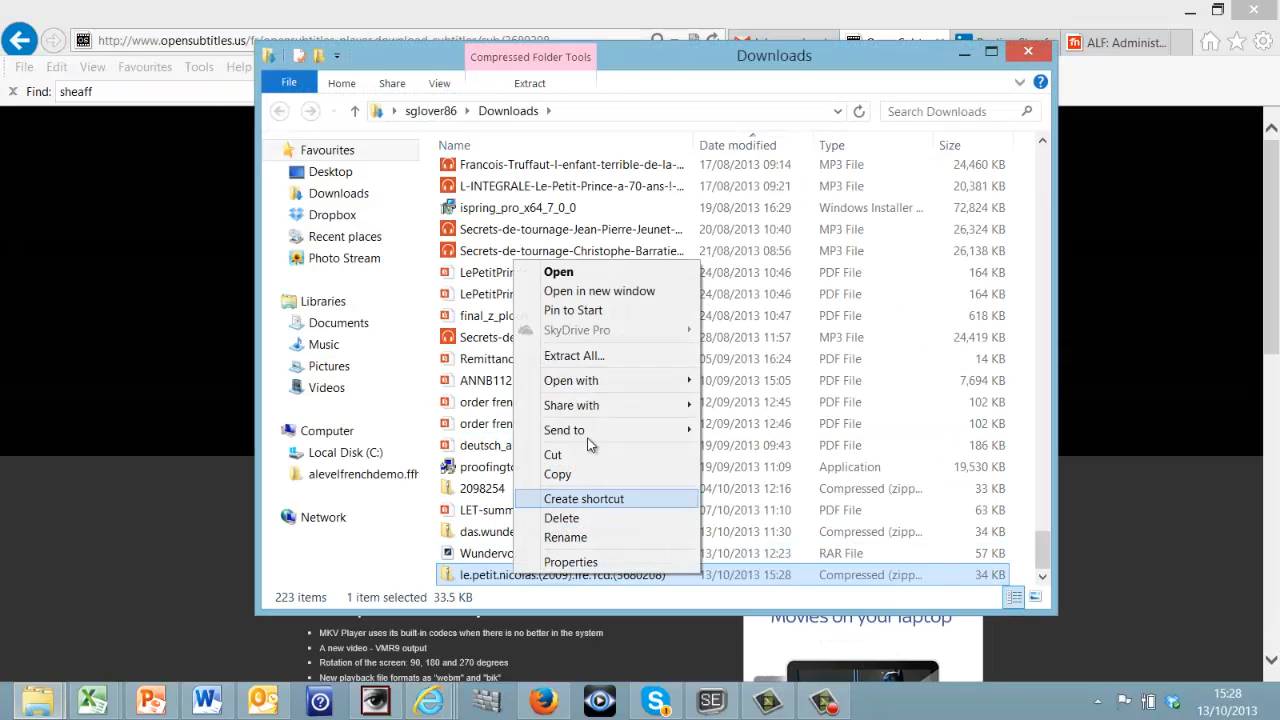 http://www.opensubtitles.us/fr/opensubtitles-player.download-subtitles/sub/3680208
ALF: Administ...
File Edit View Favourites Tools Help
Find: sheaff
Compressed Folder Tools
Downloads
File Home Share View Extract
sglover86 Downloads
Search Downloads
Name Date modified Type Size
Favourites
Desktop
Downloads
Dropbox
Recent places
Photo Stream
Libraries
Documents
Music
Pictures
Videos
Computer
Local Disk (C:)
alevelfrenchdemo.ffh
Network
Francois-Truffaut-l-enfant-terrible-de-la-... 17/08/2013 09:14 MP3 File 24,460 KB
L-INTEGRALE-Le-Petit-Prince-a-70-ans-!-... 17/08/2013 09:21 MP3 File 20,381 KB
ispring_pro_x64_7_0_0 19/08/2013 16:29 Windows Installer ... 72,824 KB
Secrets-de-tournage-Jean-Pierre-Jeunet-... 20/08/2013 10:40 MP3 File 26,324 KB
Secrets-de-tournage-Christophe-Barratie... 21/08/2013 08:56 MP3 File 26,138 KB
LePetitPrin 24/08/2013 10:46 PDF File 164 KB
LePetitPrin 24/08/2013 10:46 PDF File 164 KB
final_z_plo 24/08/2013 10:47 PDF File 618 KB
Secrets-de 28/08/2013 11:57 MP3 File 24,419 KB
Remittanc 05/09/2013 16:24 PDF File 14 KB
ANNB112 10/09/2013 15:05 PDF File 7,694 KB
order fren 12/09/2013 12:45 PDF File 102 KB
order fren 12/09/2013 12:46 PDF File 102 KB
deutsch_a 19/09/2013 09:43 PDF File 186 KB
proofingto 19/09/2013 11:09 Application 19,530 KB
2098254 04/10/2013 12:16 Compressed (zipp... 33 KB
LET-summ 07/10/2013 11:10 PDF File 63 KB
das.wunde 13/10/2013 11:30 Compressed (zipp... 34 KB
Wundervo 13/10/2013 12:23 RAR File 57 KB
le.petit.nicolas.(2009).fre.1cd.(3680208) 13/10/2013 15:28 Compressed (zipp... 34 KB
Open
Open in new window
Pin to Start
SkyDrive Pro
Extract All...
Open with
Share with
Send to
Cut
Copy
Create shortcut
Delete
Rename
Properties
223 items 1 item selected 33.5 KB
MKV Player uses its built-in codecs when there is no better in the system
A new video - VMR9 output
Rotation of the screen: 90, 180 and 270 degrees
New playback file formats as "webm" and "bik"
Movies on your laptop
15:28
13/10/2013